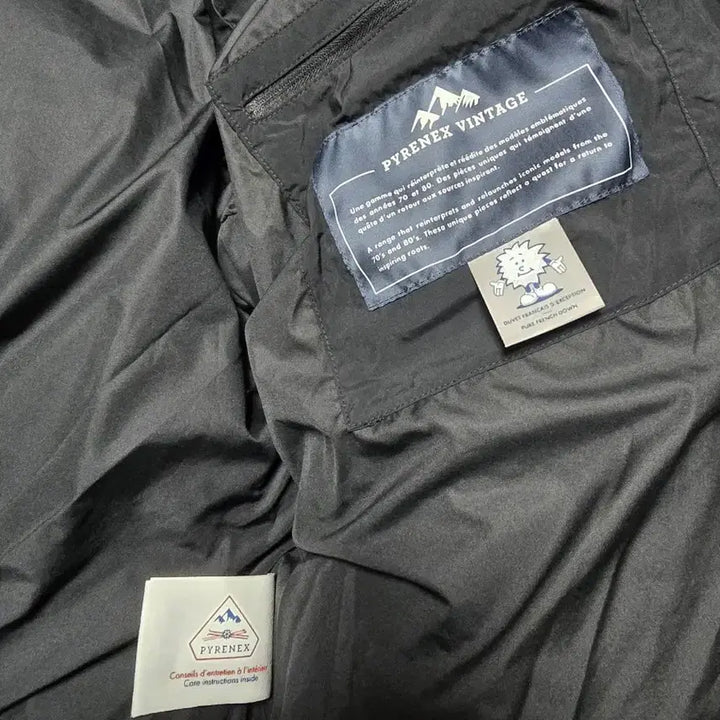 PYRENEX VINTAGE
Une gamme qui réinterprète et réédite des modèles emblématiques
des années 70 et 80. Des pièces uniques qui témoignent d'une
quête d'un retour aux sources inspirant.
A range that reinterprats and relaunches iconic models from the
70's and 80's. These unique pieces reflect a quest for a return to
inspiring roots.
DUVET FRANÇAIS D'EXCEPTION
PURE FRENCH DOWN
PYRENEX
Conseils d'entretien à l'intérieur
Care instructions inside